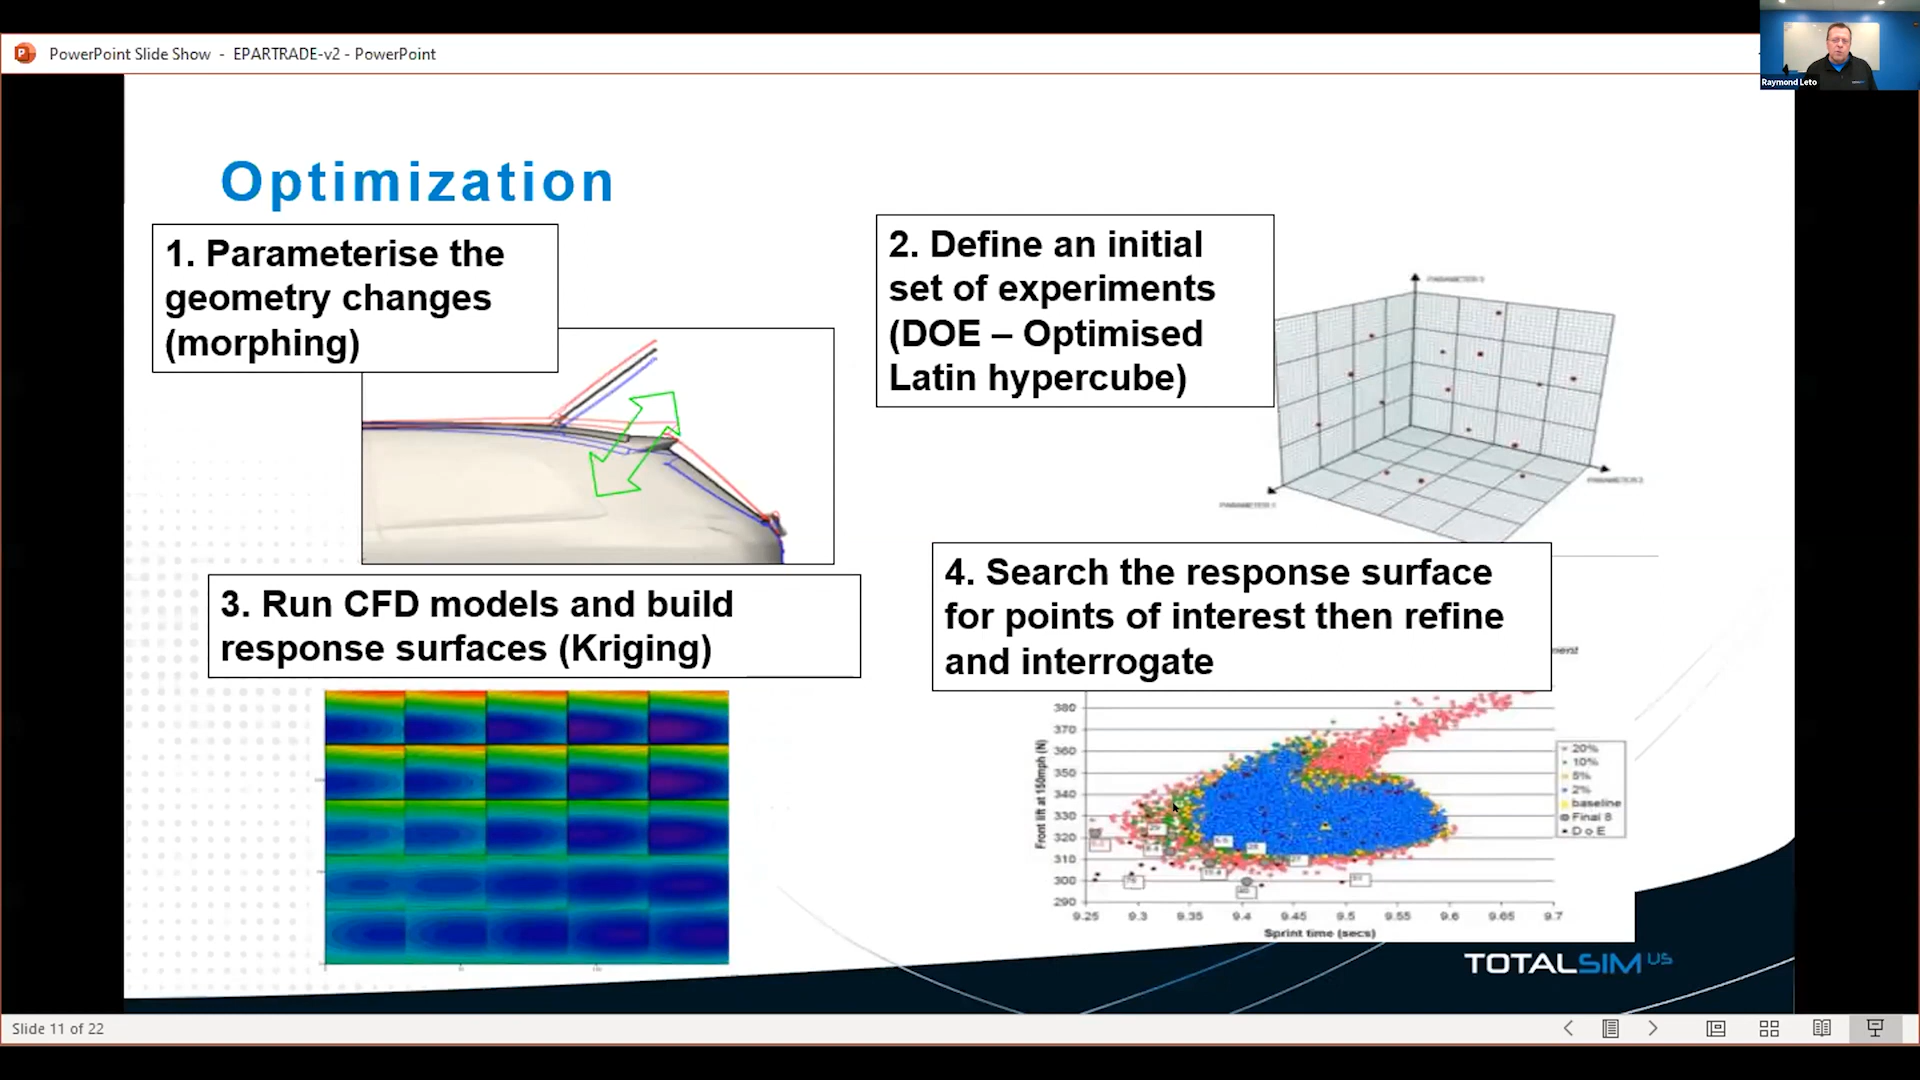 PowerPoint Slide Show - EPARTRADE-v2 - PowerPoint
Raymond Leto
Optimization
1. Parameterise the
geometry changes
(morphing)
2. Define an initial
set of experiments
(DOE – Optimised
Latin hypercube)
3. Run CFD models and build
response surfaces (Kriging)
4. Search the response surface
for points of interest then refine
and interrogate
380
370
360
350
340
330
320
310
300
290
Front lift at 150mph (N)
9.25 9.3 9.35 9.4 9.45 9.5 9.55 9.6 9.65 9.7
Sprint time (secs)
20%
10%
5%
2%
baseline
Final 8
D o E
TOTALSIM US
Slide 11 of 22